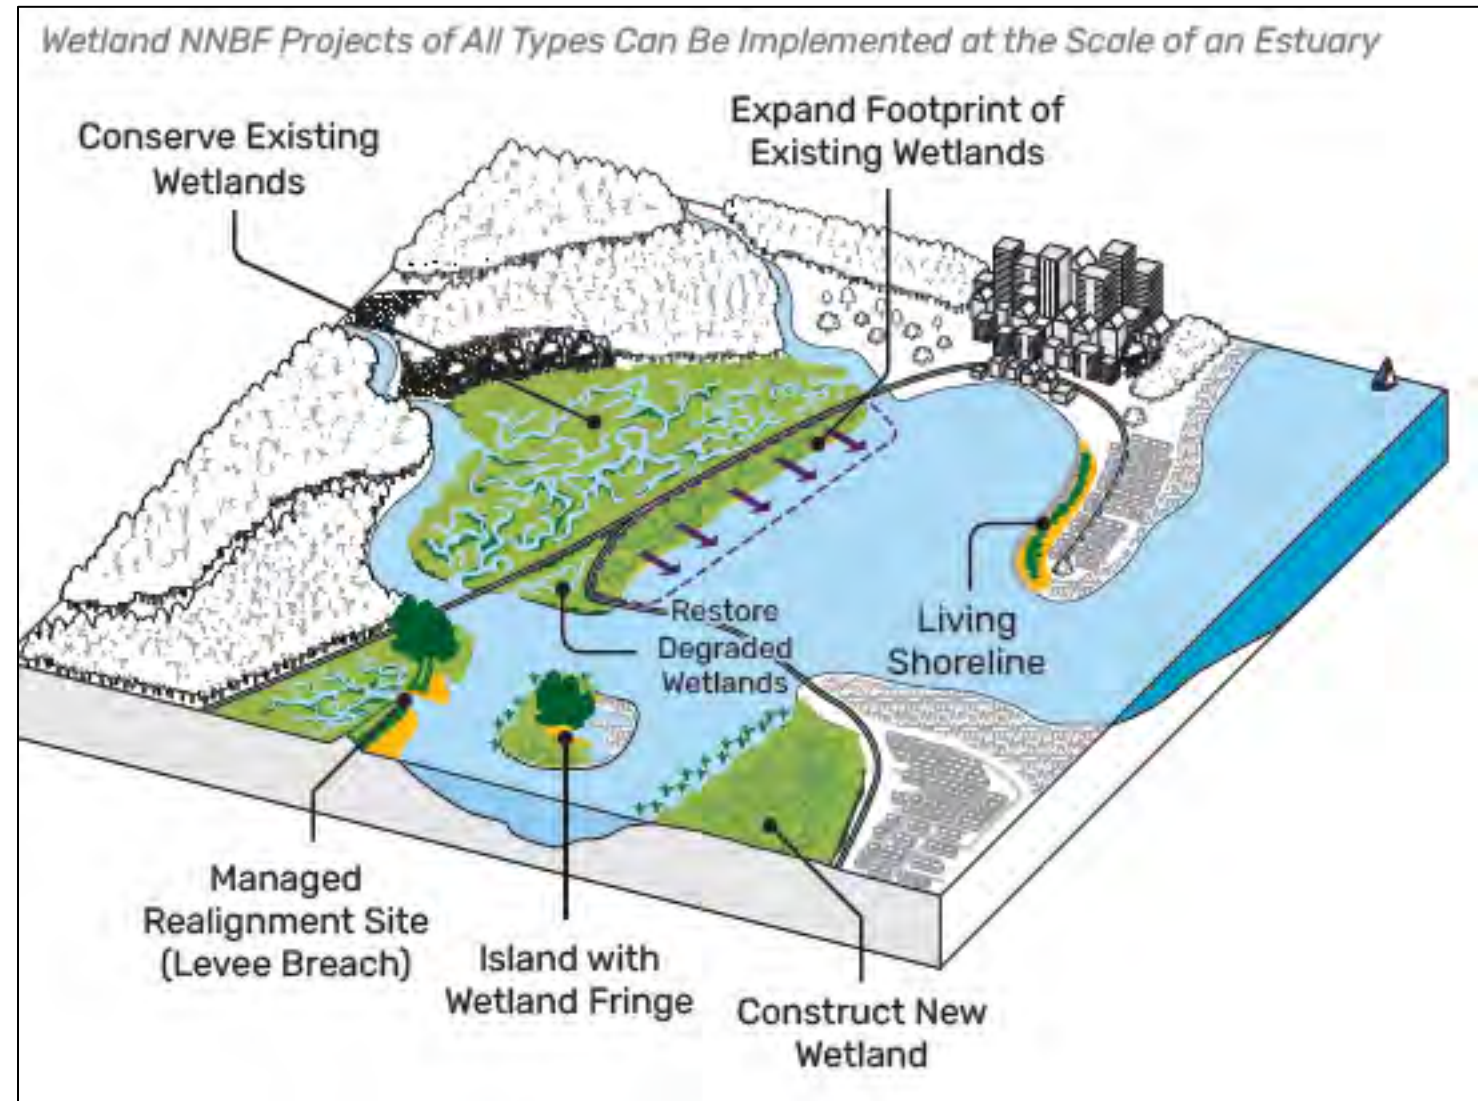 Wetland NNBF Projects of All Types Can Be Implemented at the Scale of an Estuary
Conserve Existing
Wetlands
Expand Footprint of
Existing Wetlands
Restore
Degraded
Wetlands
Living
Shoreline
Managed
Realignment Site
(Levee Breach)
Island with
Wetland Fringe
Construct New
Wetland